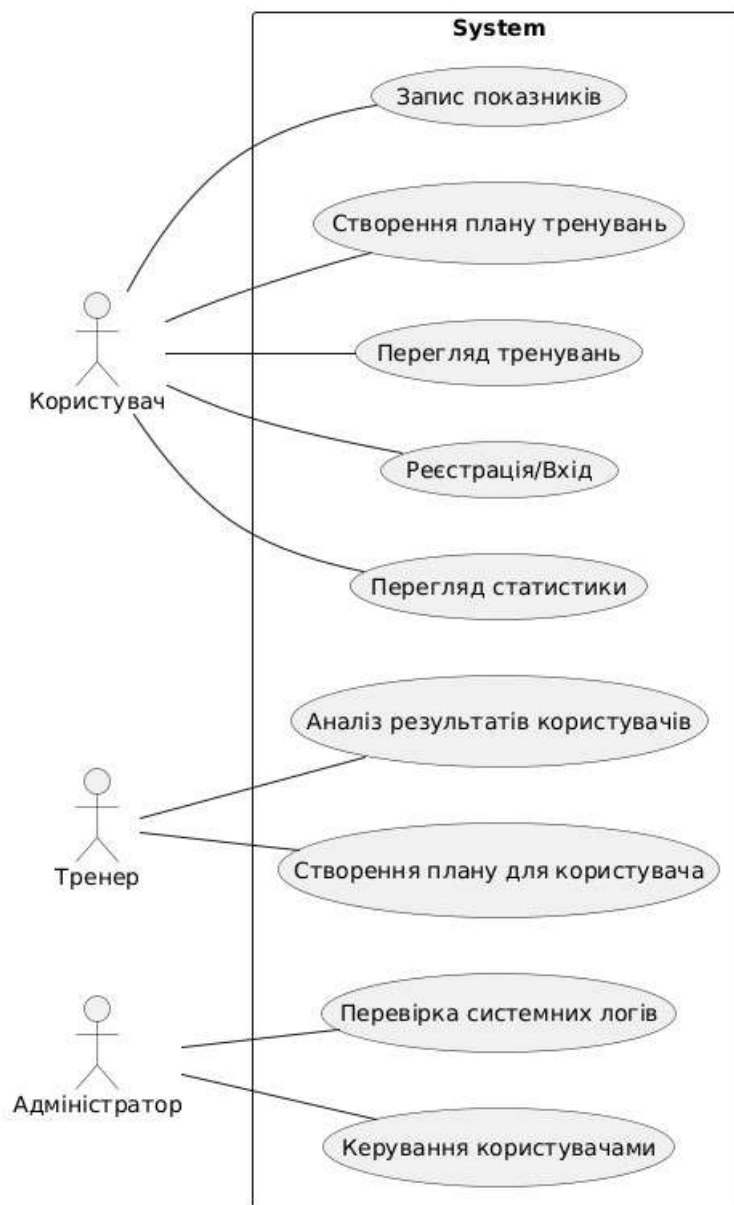 System
Запис показників
Створення плану тренувань
Перегляд тренувань
Користувач
Реєстрація/Вхід
Перегляд статистики
Аналіз результатів користувачів
Тренер
Створення плану для користувача
Перевірка системних логів
Адміністратор
Керування користувачами